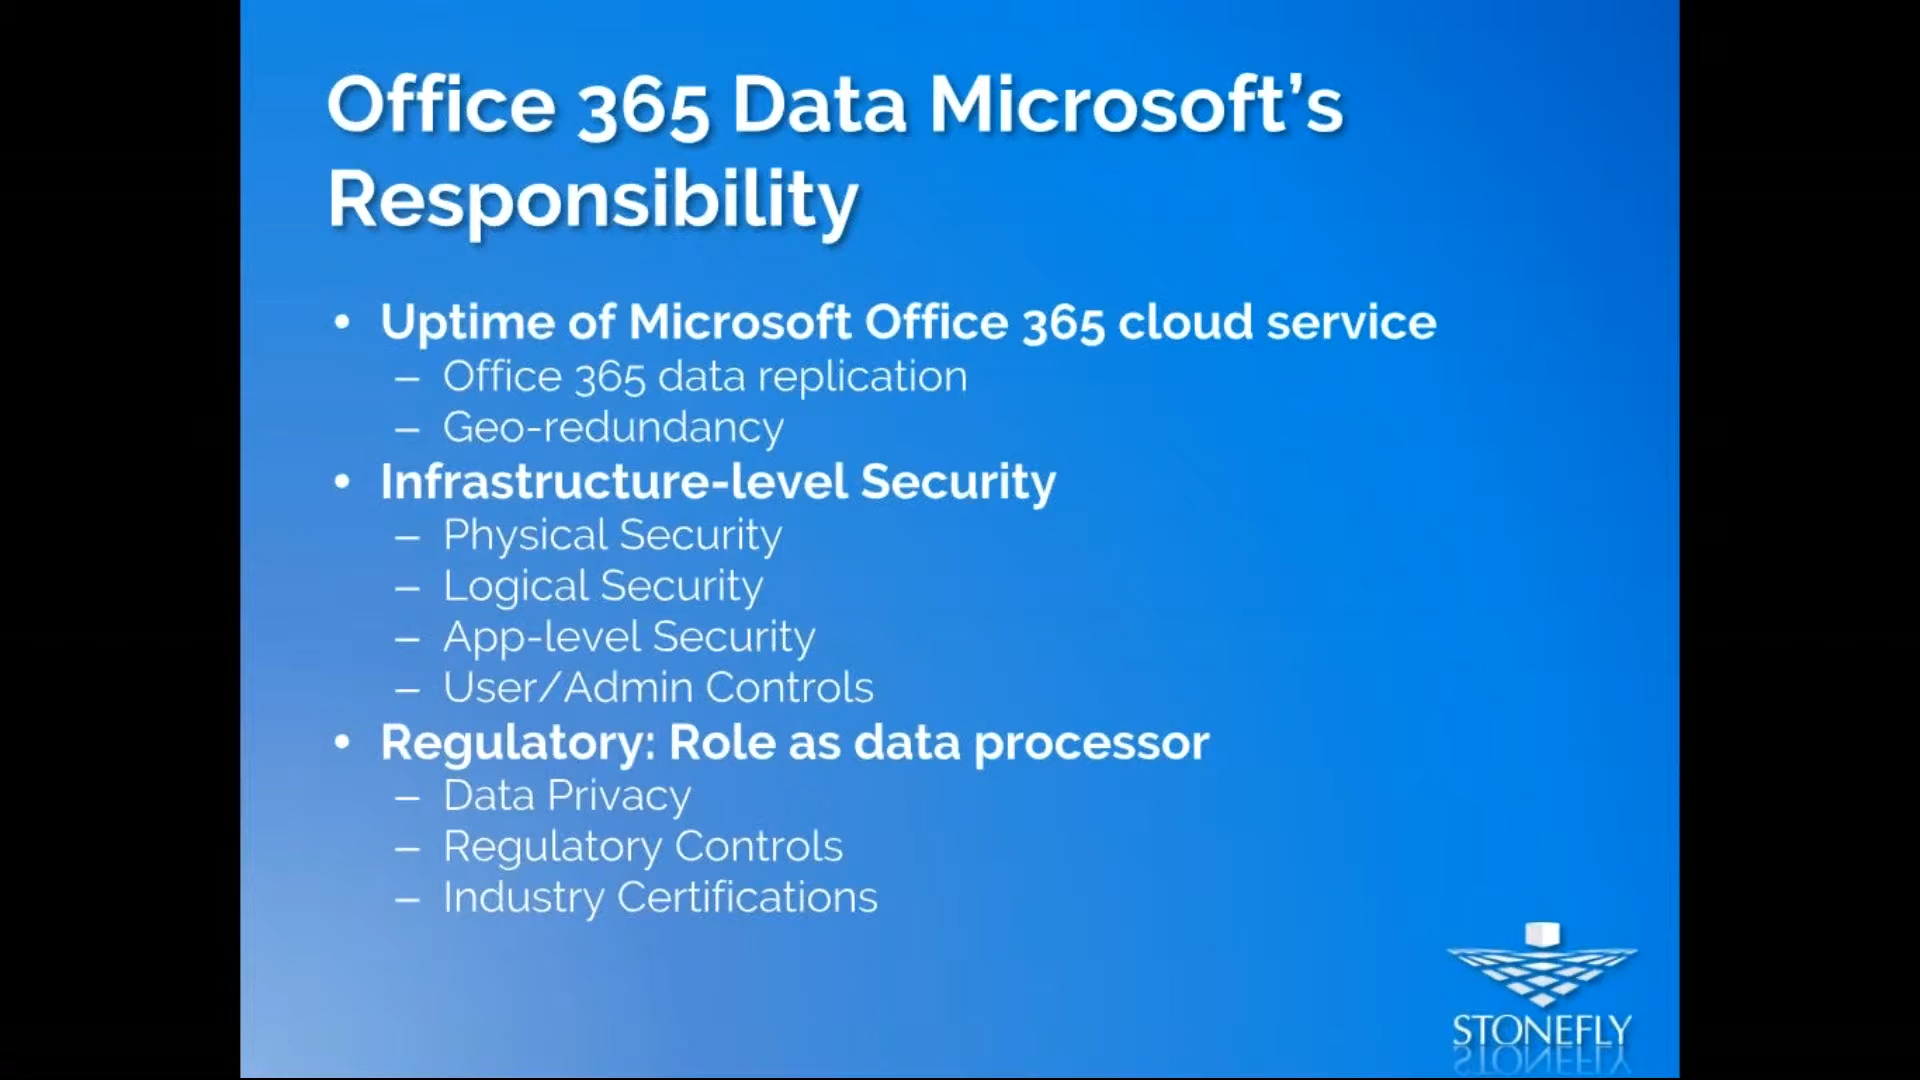 Office 365 Data Microsoft's
Responsibility
• Uptime of Microsoft Office 365 cloud service
– Office 365 data replication
– Geo-redundancy
• Infrastructure-level Security
– Physical Security
– Logical Security
– App-level Security
– User/Admin Controls
• Regulatory: Role as data processor
– Data Privacy
– Regulatory Controls
– Industry Certifications
STONEFLY